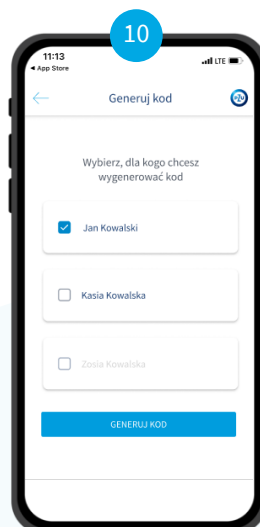 10
11:13
LTE
◀ App Store
Generuj kod
PZU
Wybierz, dla kogo chcesz
wygenerować kod
Jan Kowalski
Kasia Kowalska
Zosia Kowalska
GENERUJ KOD